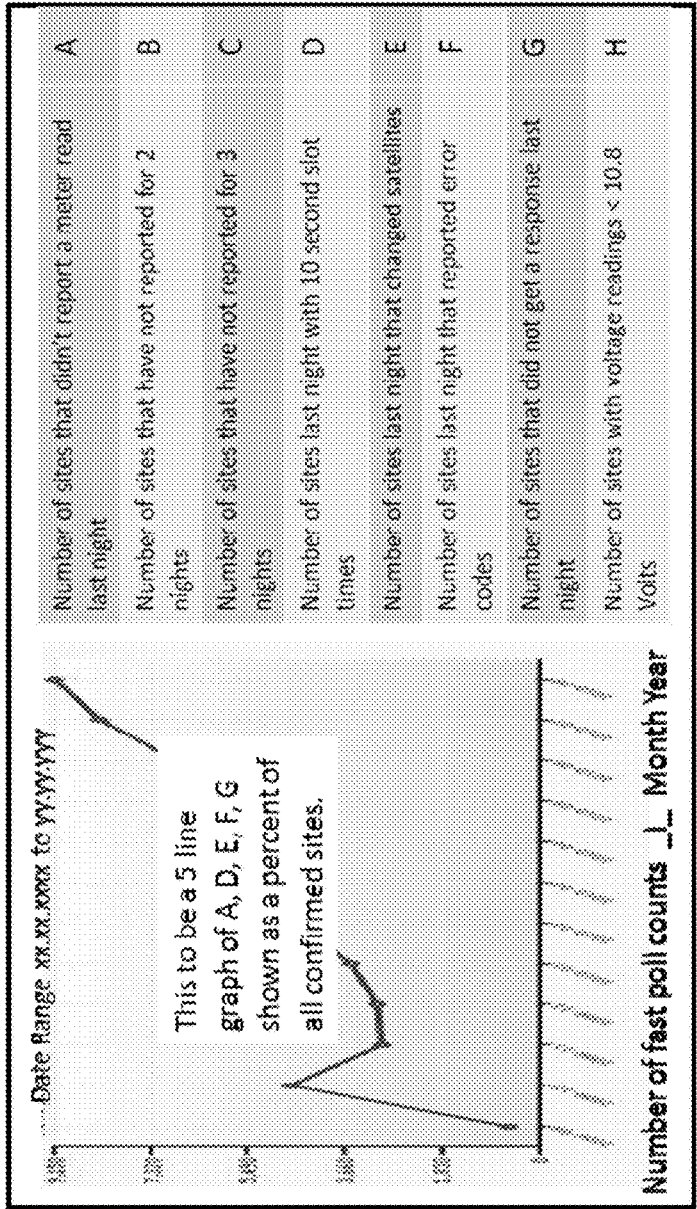 Date Range xx.xx.xxxx to yy.yy.yyyy
This to be a 5 line
graph of A, D, E, F, G
shown as a percent of
all confirmed sites.
Number of fast poll counts _|_ Month Year
Number of sites that didn't report a meter read
last night
A
Number of sites that have not reported for 2
nights
B
Number of sites that have not reported for 3
nights
C
Number of sites last night with 10 second slot
times
D
Number of sites last night that changed satellites
E
Number of sites last night that reported error
codes
F
Number of sites that did not get a response last
night
G
Number of sites with voltage readings < 10.8
Volts
H